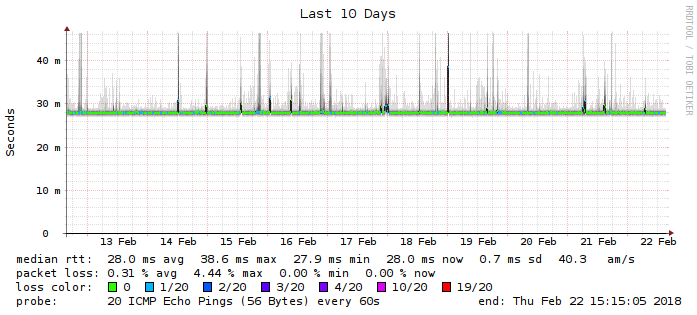 Last 10 Days
RRDTOOL / TOBI OETIKER
Seconds
40 m
30 m
20 m
10 m
0
13 Feb 14 Feb 15 Feb 16 Feb 17 Feb 18 Feb 19 Feb 20 Feb 21 Feb 22 Feb
median rtt: 28.0 ms avg 38.6 ms max 27.9 ms min 28.0 ms now 0.7 ms sd 40.3 am/s
packet loss: 0.31 % avg 4.44 % max 0.00 % min 0.00 % now
loss color: 0 1/20 2/20 3/20 4/20 10/20 19/20
probe: 20 ICMP Echo Pings (56 Bytes) every 60s end: Thu Feb 22 15:15:05 2018